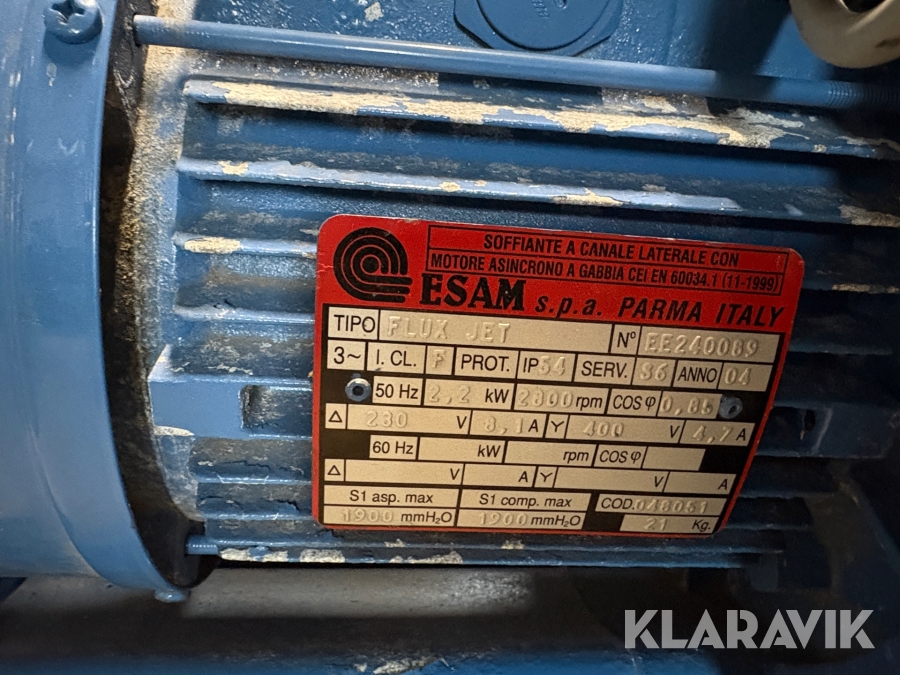 SOFFIANTE A CANALE LATERALE CON
MOTORE ASINCRONO A GABBIA CEI EN 60034.1 (11-1999)
ESAM s.p.a. PARMA ITALY
TIPO FLUX JET N° EE240089
3~ I. CL. F PROT. IP54 SERV. S6 ANNO 04
50 Hz 2,2 kW 2800 rpm COS φ 0,85
Δ 230 V 8,1 A Y 400 V 4,7 A
60 Hz kW rpm COS φ
Δ V A Y V A
S1 asp. max S1 comp. max COD. 048051
1900 mmH2O 1900 mmH2O 21 Kg.
KLARAVIK